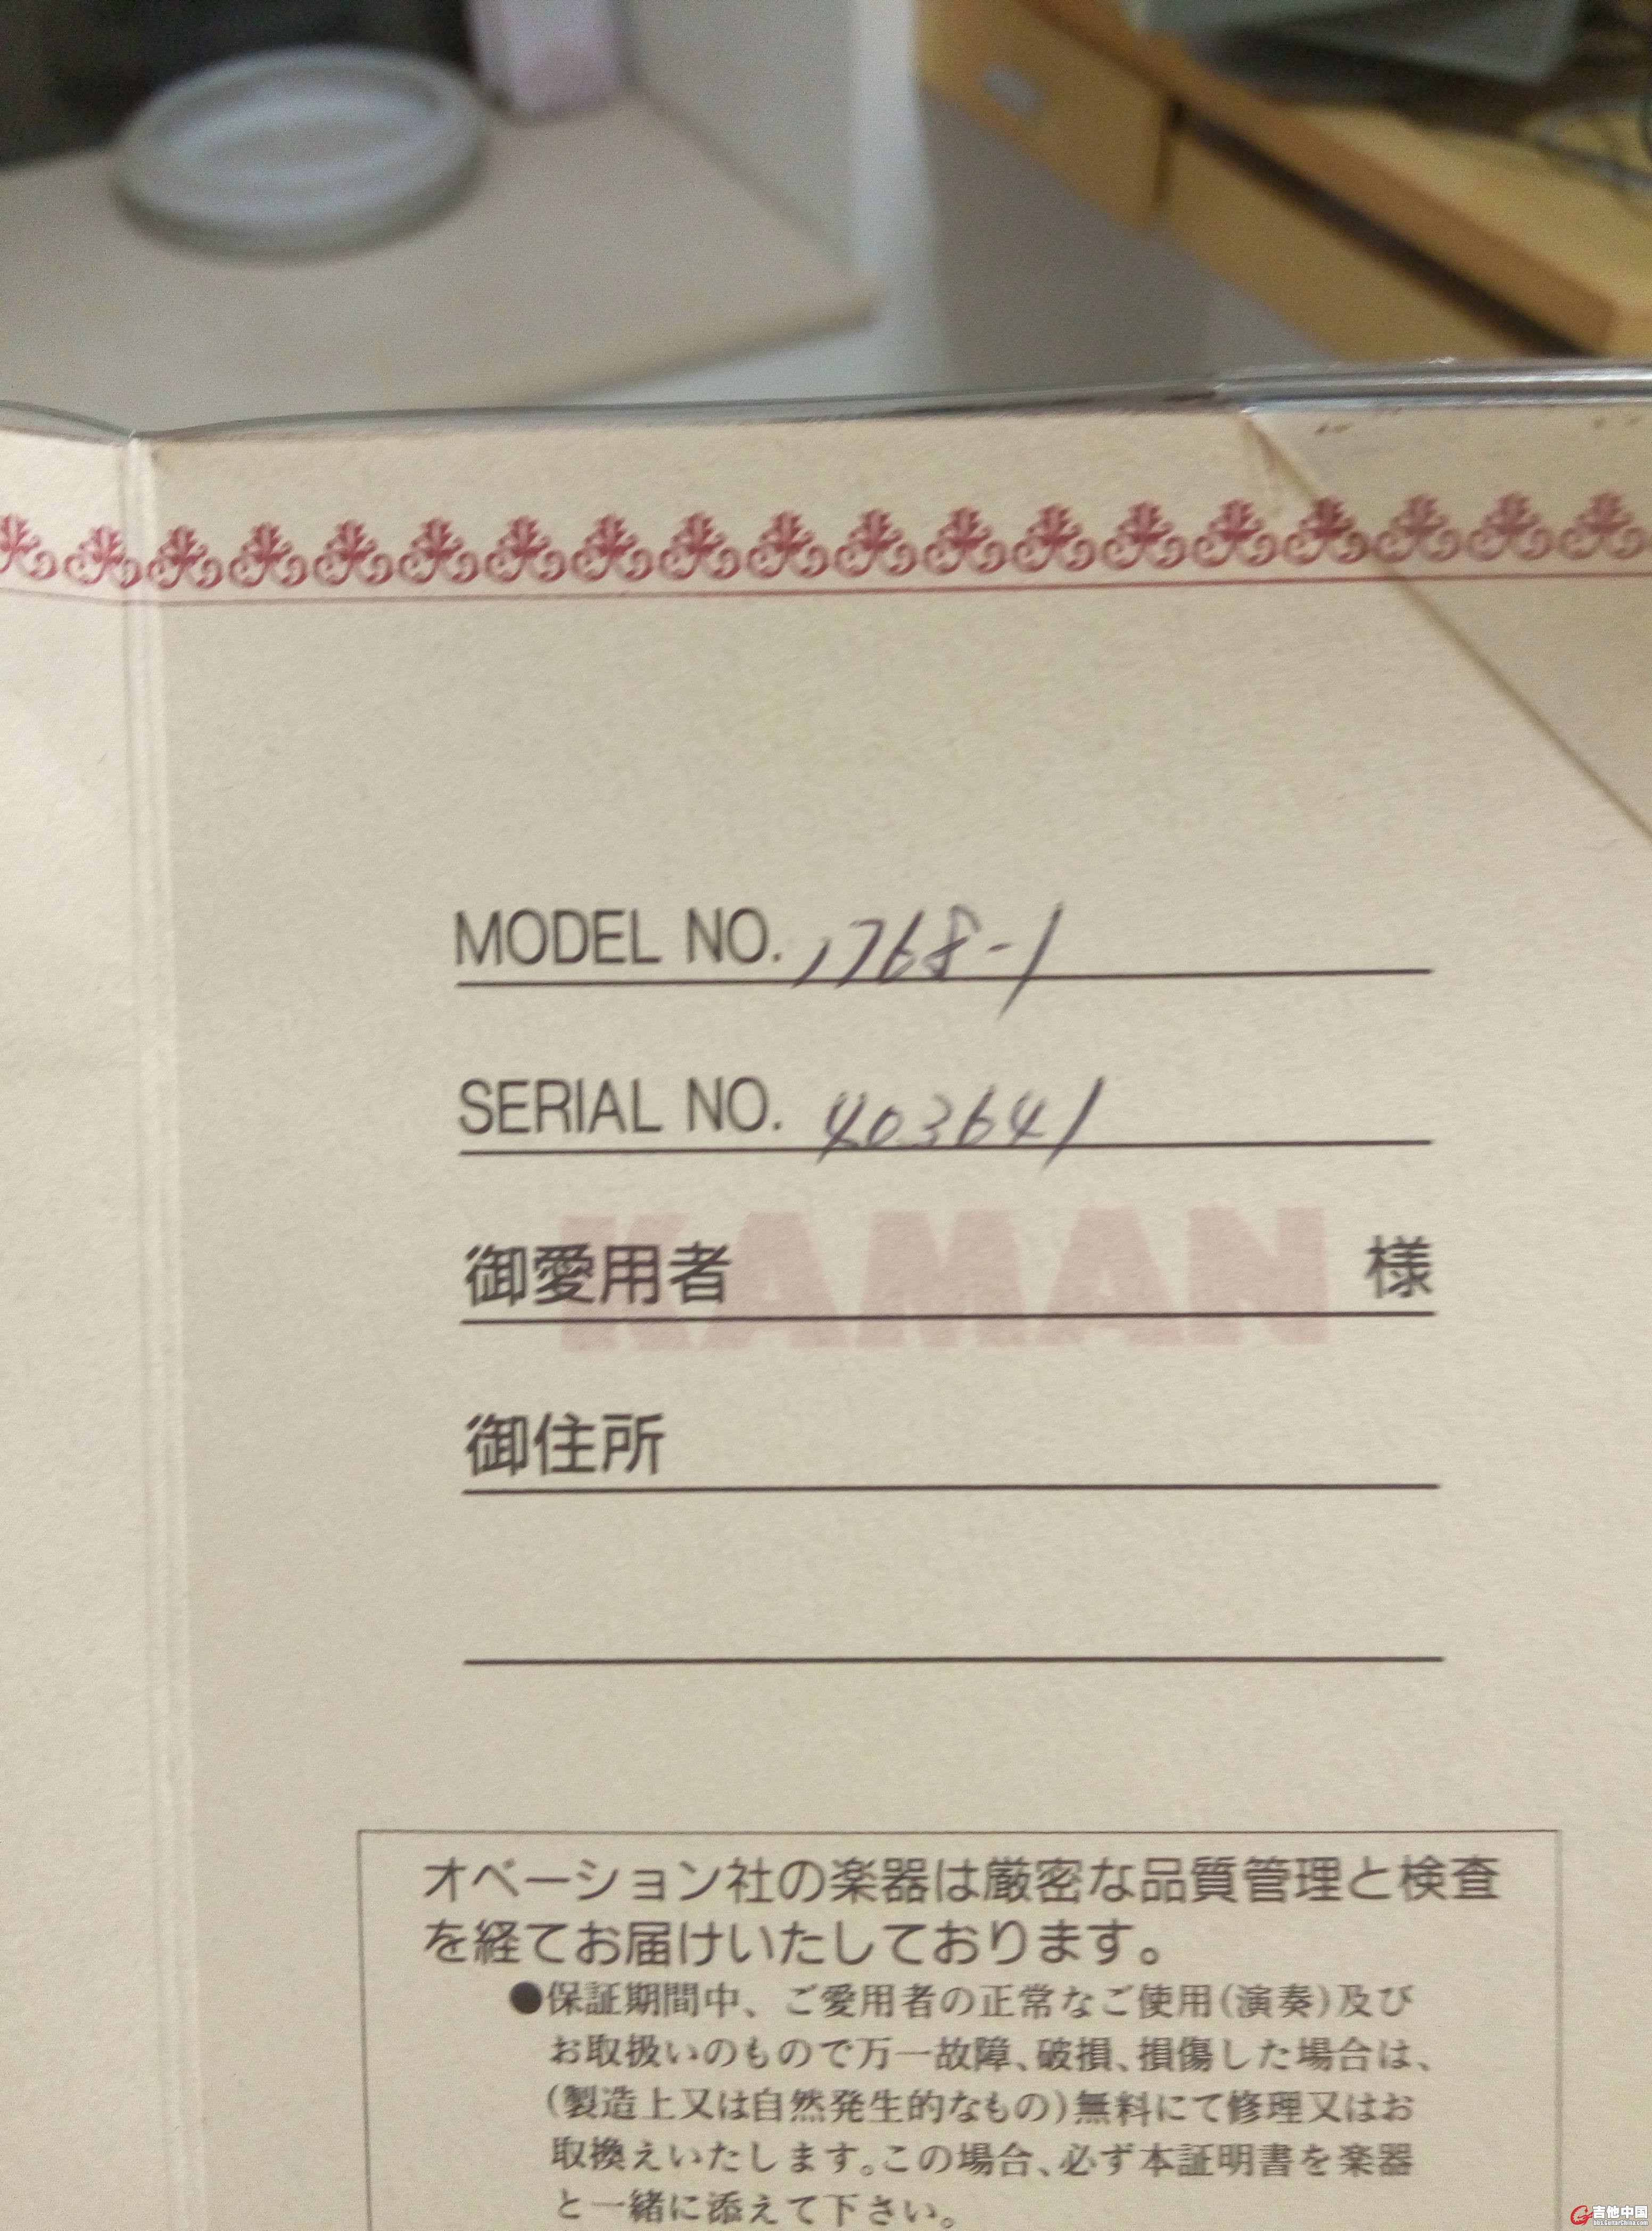 MODEL NO. 1768-1
SERIAL NO. 403641
KAMAN
御愛用者 様
御住所
オベーション社の楽器は厳密な品質管理と検査
を経てお届けいたしております。
●保証期間中、ご愛用者の正常なご使用(演奏)及び
お取扱いのもので万一故障、破損、損傷した場合は、
(製造上又は自然発生的なもの)無料にて修理又はお
取換えいたします。この場合、必ず本証明書を楽器
と一緒に添えて下さい。
吉他中国
bbs.GuitarChina.com